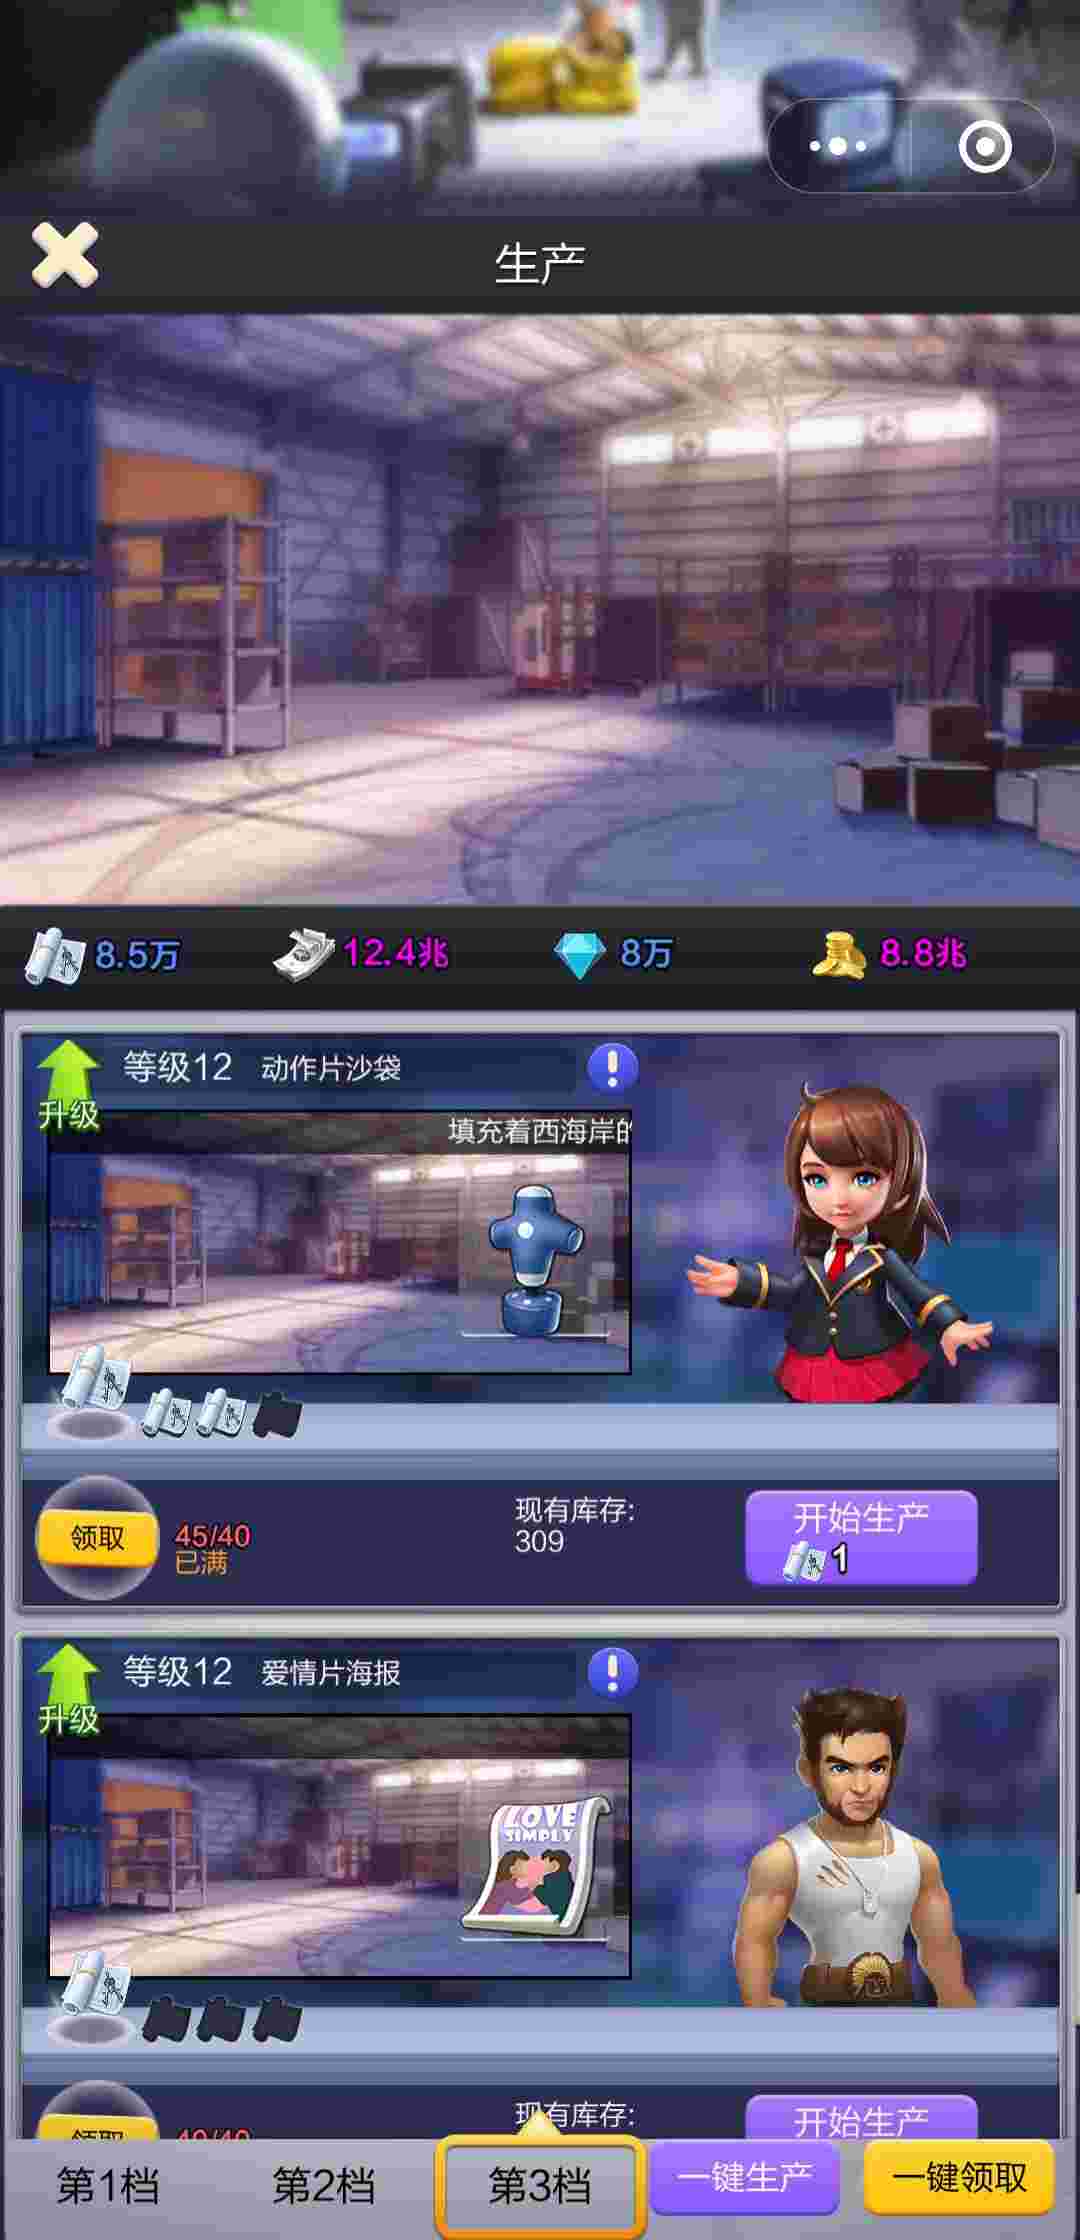 生产
8.5万
12.4兆
8万
8.8兆
等级12 动作片沙袋
升级
填充着西海岸的
领取
45/40
已满
现有库存:
309
开始生产
1
等级12 爱情片海报
升级
LOVE
SIMPLY
领取
40/40
现有库存:
开始生产
第1档
第2档
第3档
一键生产
一键领取